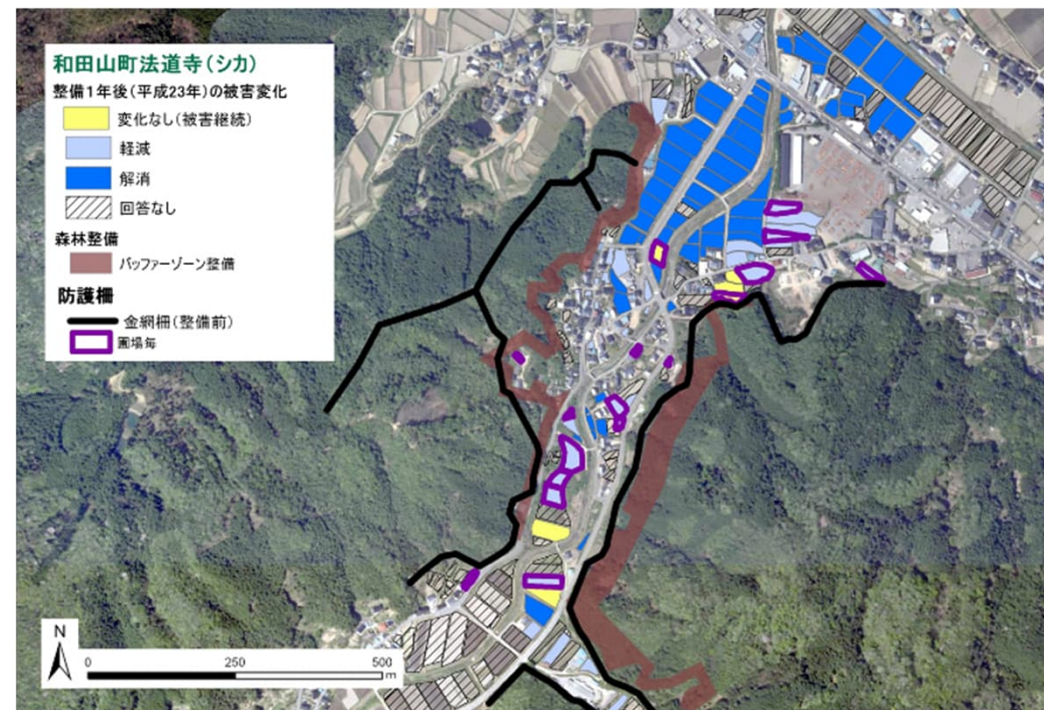 和田山町法道寺(シカ)
整備1年後(平成23年)の被害変化
変化なし(被害継続)
軽減
解消
回答なし
森林整備
バッファーゾーン整備
防護柵
金網柵(整備前)
圃場毎
N
0 250 500
m